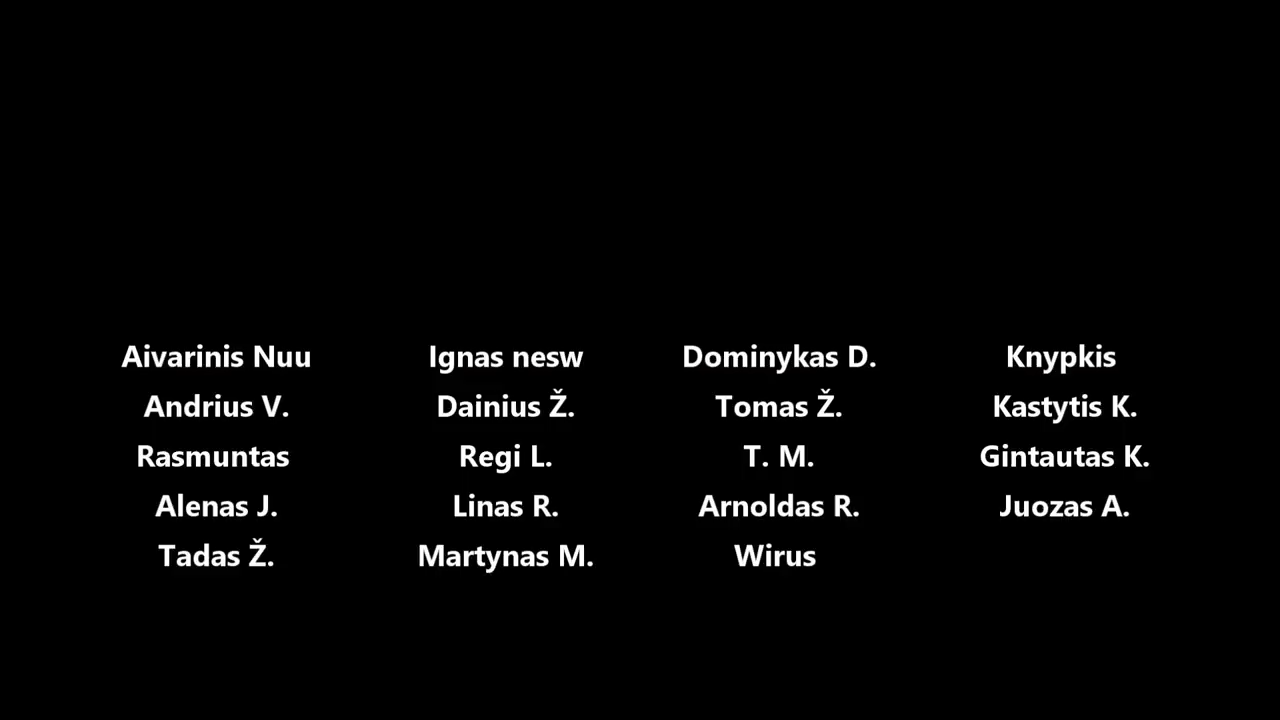 Aivarinis Nuu Ignas nesw Dominykas D. Knypkis
Andrius V. Dainius Ž. Tomas Ž. Kastytis K.
Rasmuntas Regi L. T. M. Gintautas K.
Alenas J. Linas R. Arnoldas R. Juozas A.
Tadas Ž. Martynas M. Wirus